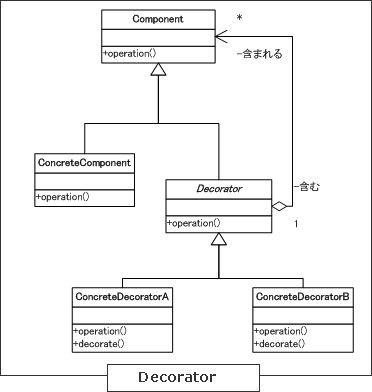 Component
*
+operation()
-含まれる
ConcreteComponent
+operation()
Decorator
-含む
+operation()
1
ConcreteDecoratorA
+operation()
+decorate()
ConcreteDecoratorB
+operation()
+decorate()
Decorator